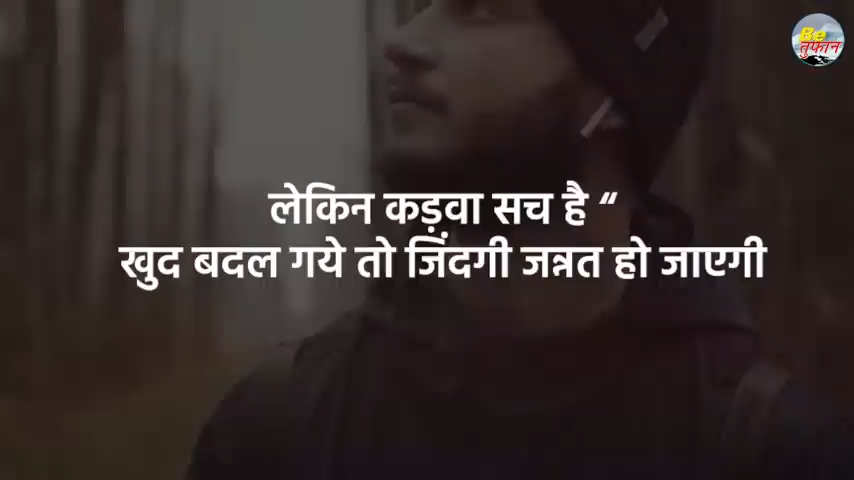 Be
तुफान
लेकिन कड़वा सच है “
खुद बदल गये तो जिंदगी जन्नत हो जाएगी